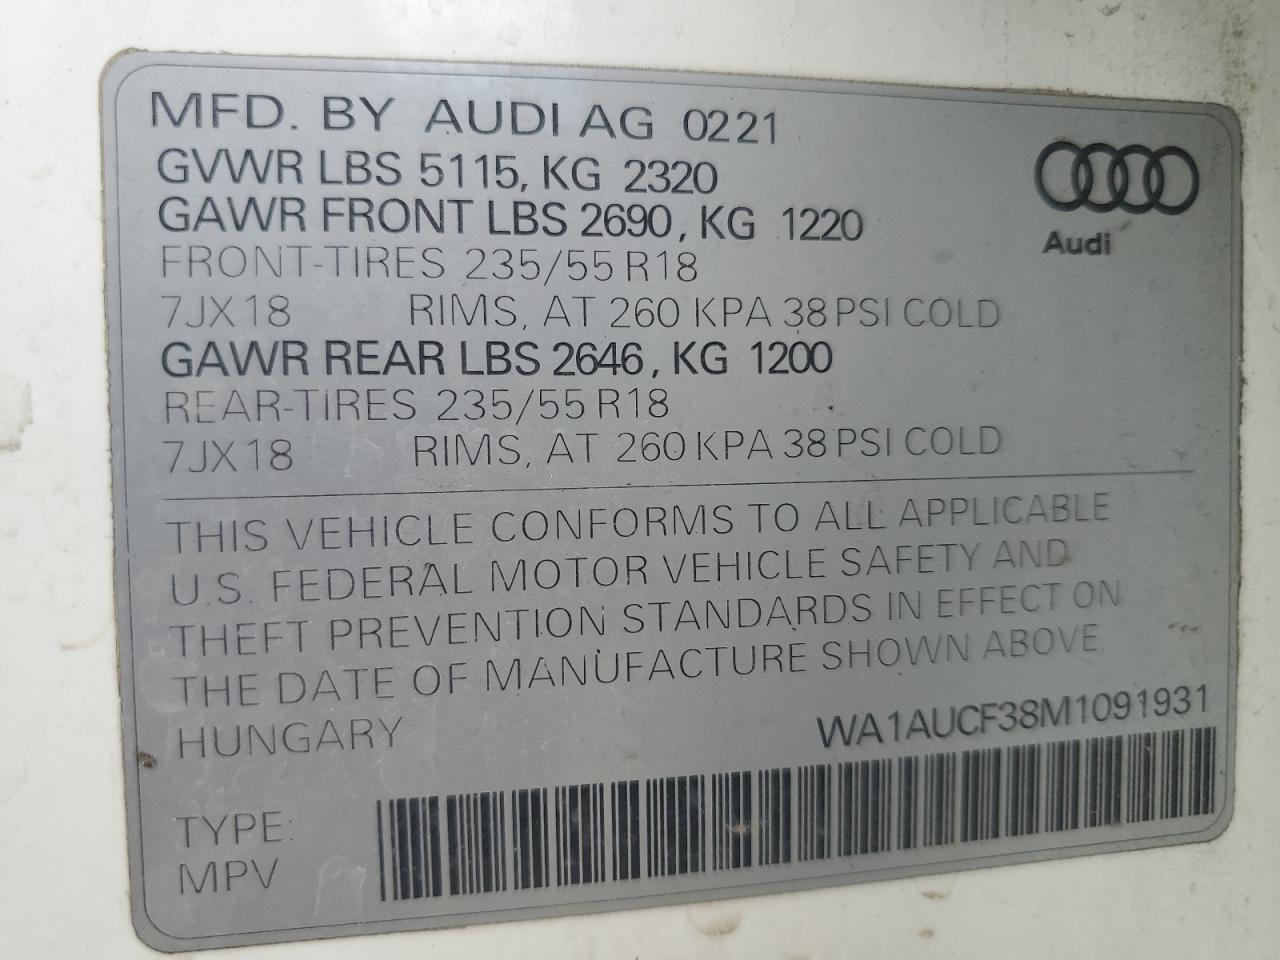 MFD. BY AUDI AG 0221
GVWR LBS 5115, KG 2320
GAWR FRONT LBS 2690, KG 1220
FRONT-TIRES 235/55 R18
7JX18 RIMS, AT 260 KPA 38 PSI COLD
GAWR REAR LBS 2646, KG 1200
REAR-TIRES 235/55 R18
7JX18 RIMS, AT 260 KPA 38 PSI COLD
Audi
THIS VEHICLE CONFORMS TO ALL APPLICABLE
U.S. FEDERAL MOTOR VEHICLE SAFETY AND
THEFT PREVENTION STANDARDS IN EFFECT ON
THE DATE OF MANUFACTURE SHOWN ABOVE
HUNGARY WA1AUCF38M1091931
TYPE:
MPV